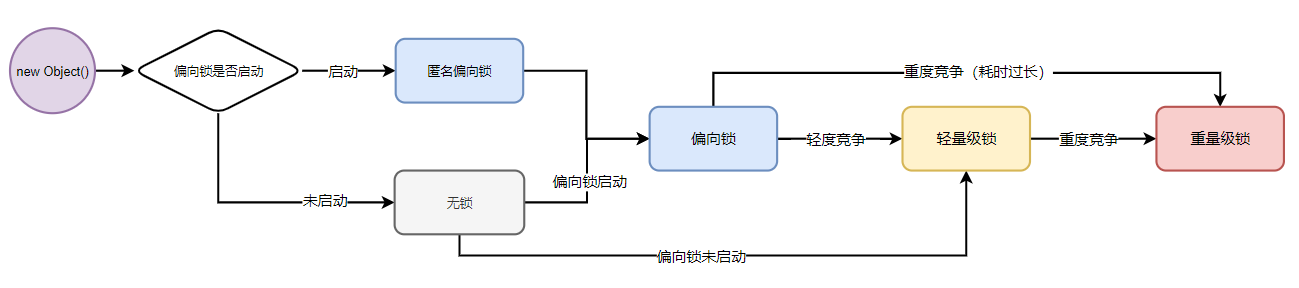 new Object()
偏向锁是否启动
启动
匿名偏向锁
重度竞争（耗时过长）
偏向锁
轻度竞争
轻量级锁
重度竞争
重量级锁
偏向锁启动
未启动
无锁
偏向锁未启动